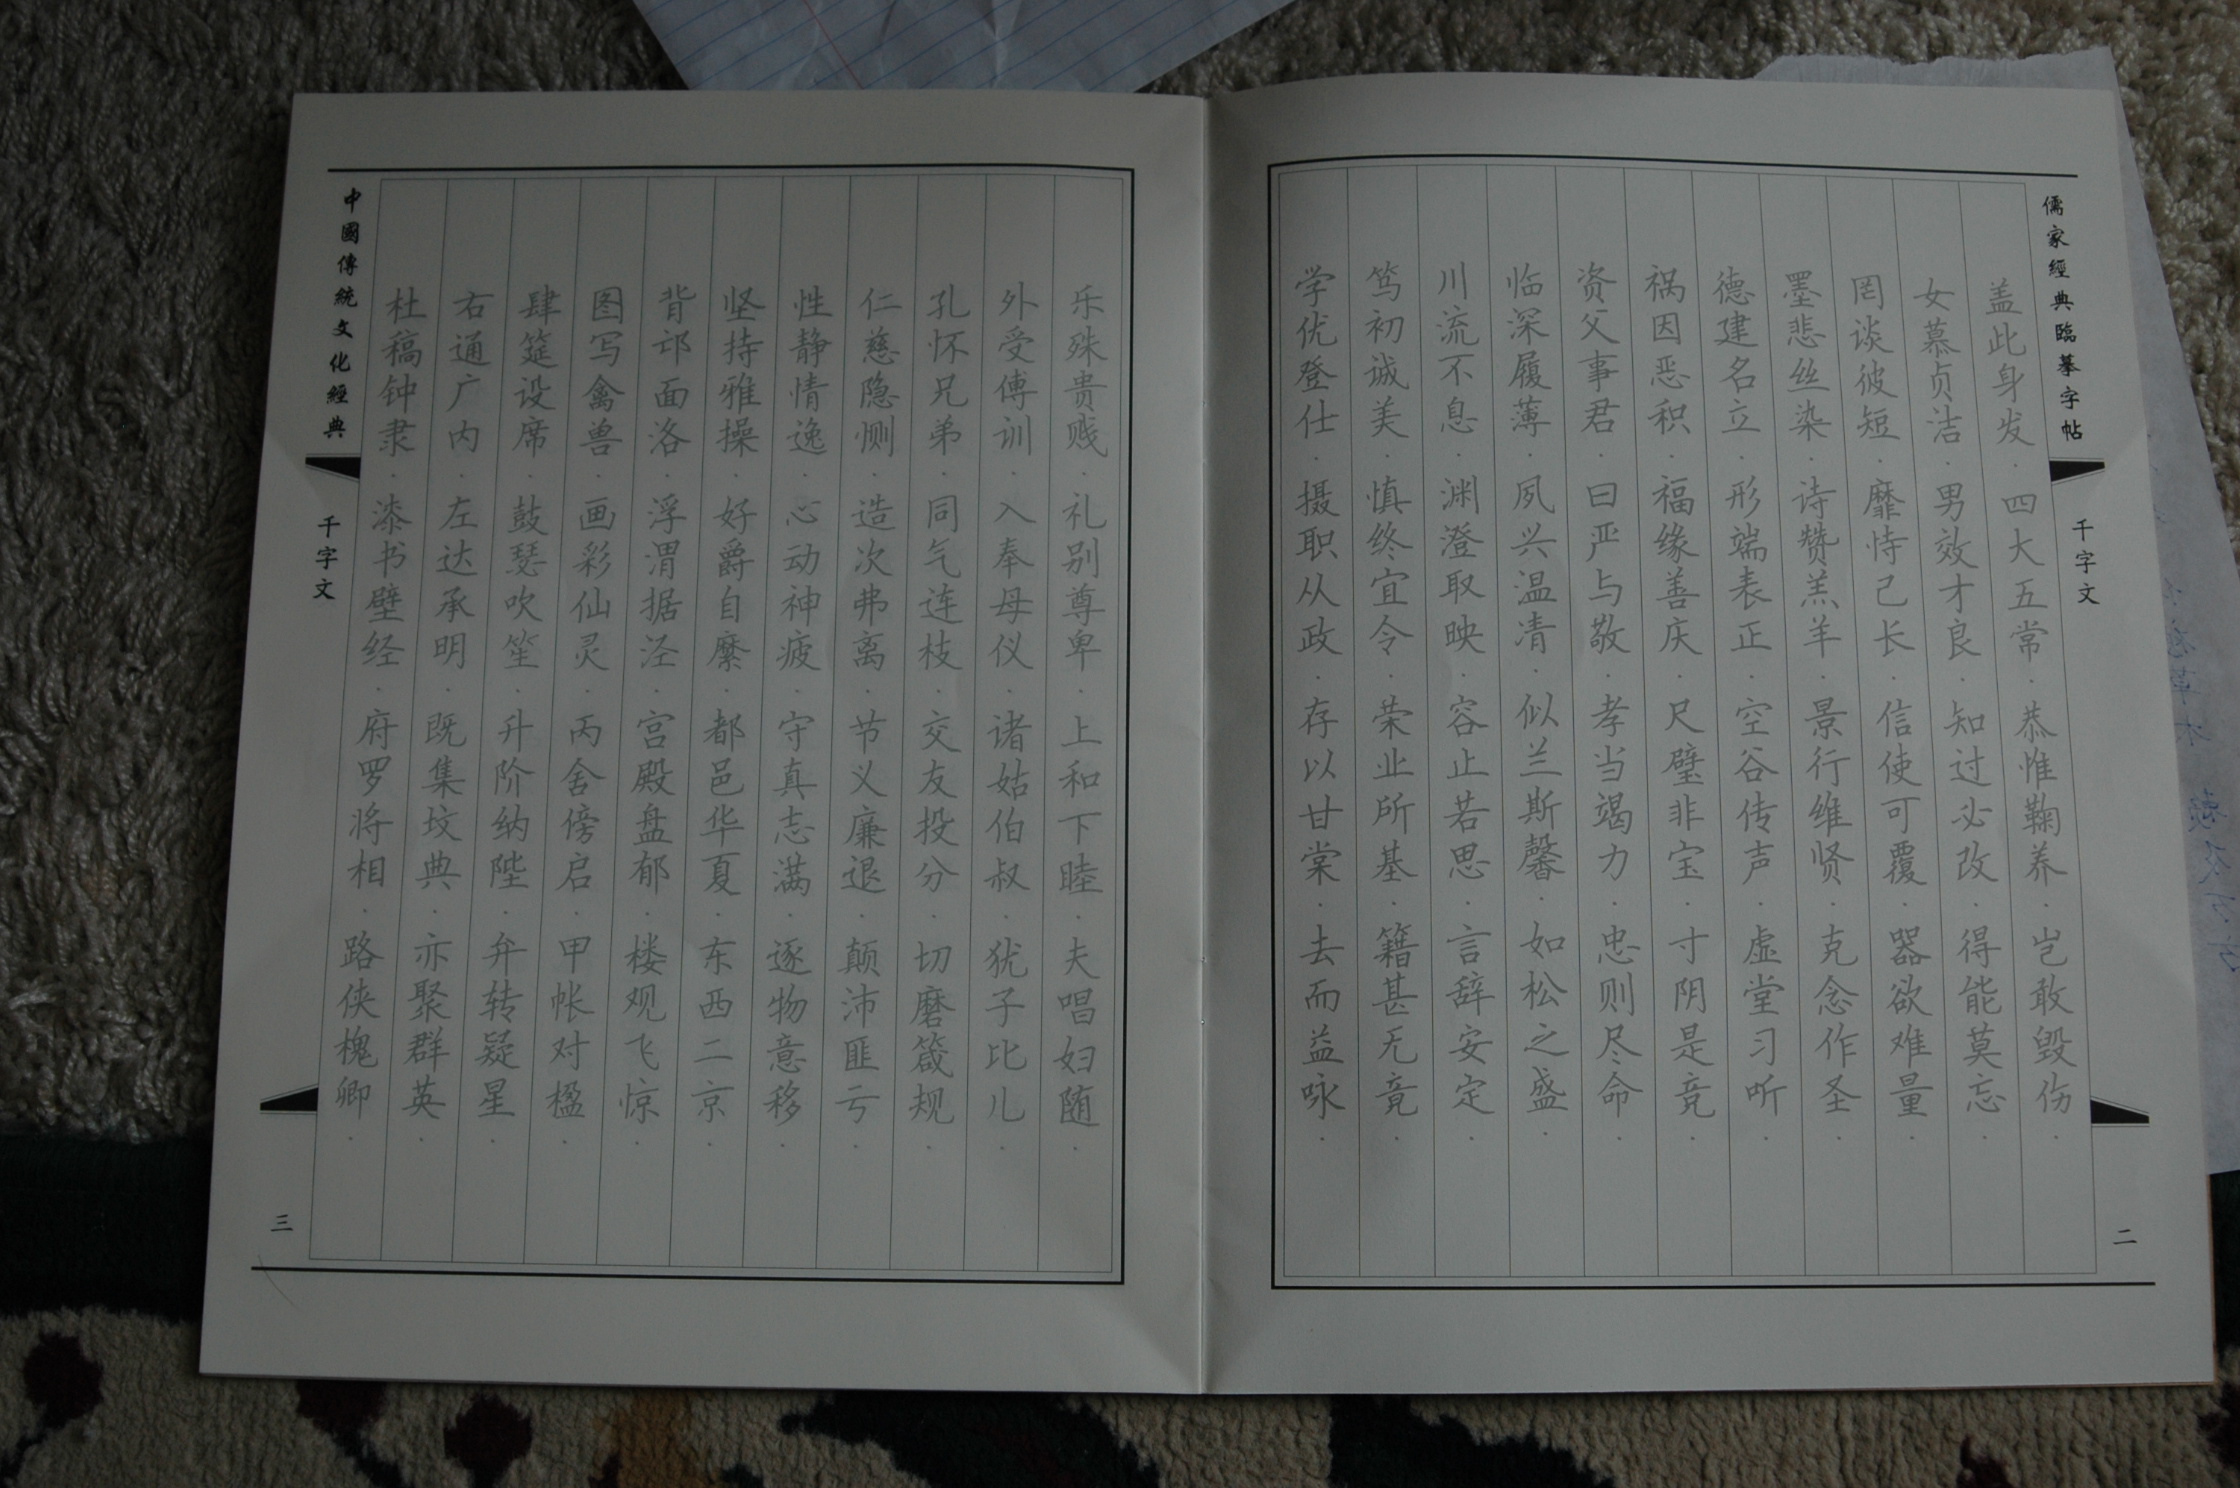 儒家經典臨摹字帖
千字文
二
盖此身发·四大五常·恭惟鞠养·岂敢毁伤·
女慕贞洁·男效才良·知过必改·得能莫忘·
罔谈彼短·靡恃己长·信使可覆·器欲难量·
墨悲丝染·诗赞羔羊·景行维贤·克念作圣·
德建名立·形端表正·空谷传声·虚堂习听·
祸因恶积·福缘善庆·尺璧非宝·寸阴是竞·
资父事君·曰严与敬·孝当竭力·忠则尽命·
临深履薄·夙兴温凊·似兰斯馨·如松之盛·
川流不息·渊澄取映·容止若思·言辞安定·
笃初诚美·慎终宜令·荣业所基·籍甚无竟·
学优登仕·摄职从政·存以甘棠·去而益咏·
乐殊贵贱·礼别尊卑·上和下睦·夫唱妇随·
外受傅训·入奉母仪·诸姑伯叔·犹子比儿·
孔怀兄弟·同气连枝·交友投分·切磨箴规·
仁慈隐恻·造次弗离·节义廉退·颠沛匪亏·
性静情逸·心动神疲·守真志满·逐物意移·
坚持雅操·好爵自縻·都邑华夏·东西二京·
背邙面洛·浮渭据泾·宫殿盘郁·楼观飞惊·
图写禽兽·画彩仙灵·丙舍傍启·甲帐对楹·
肆筵设席·鼓瑟吹笙·升阶纳陛·弁转疑星·
右通广内·左达承明·既集坟典·亦聚群英·
杜稿钟隶·漆书壁经·府罗将相·路侠槐卿·
中國傳統文化經典
千字文
三